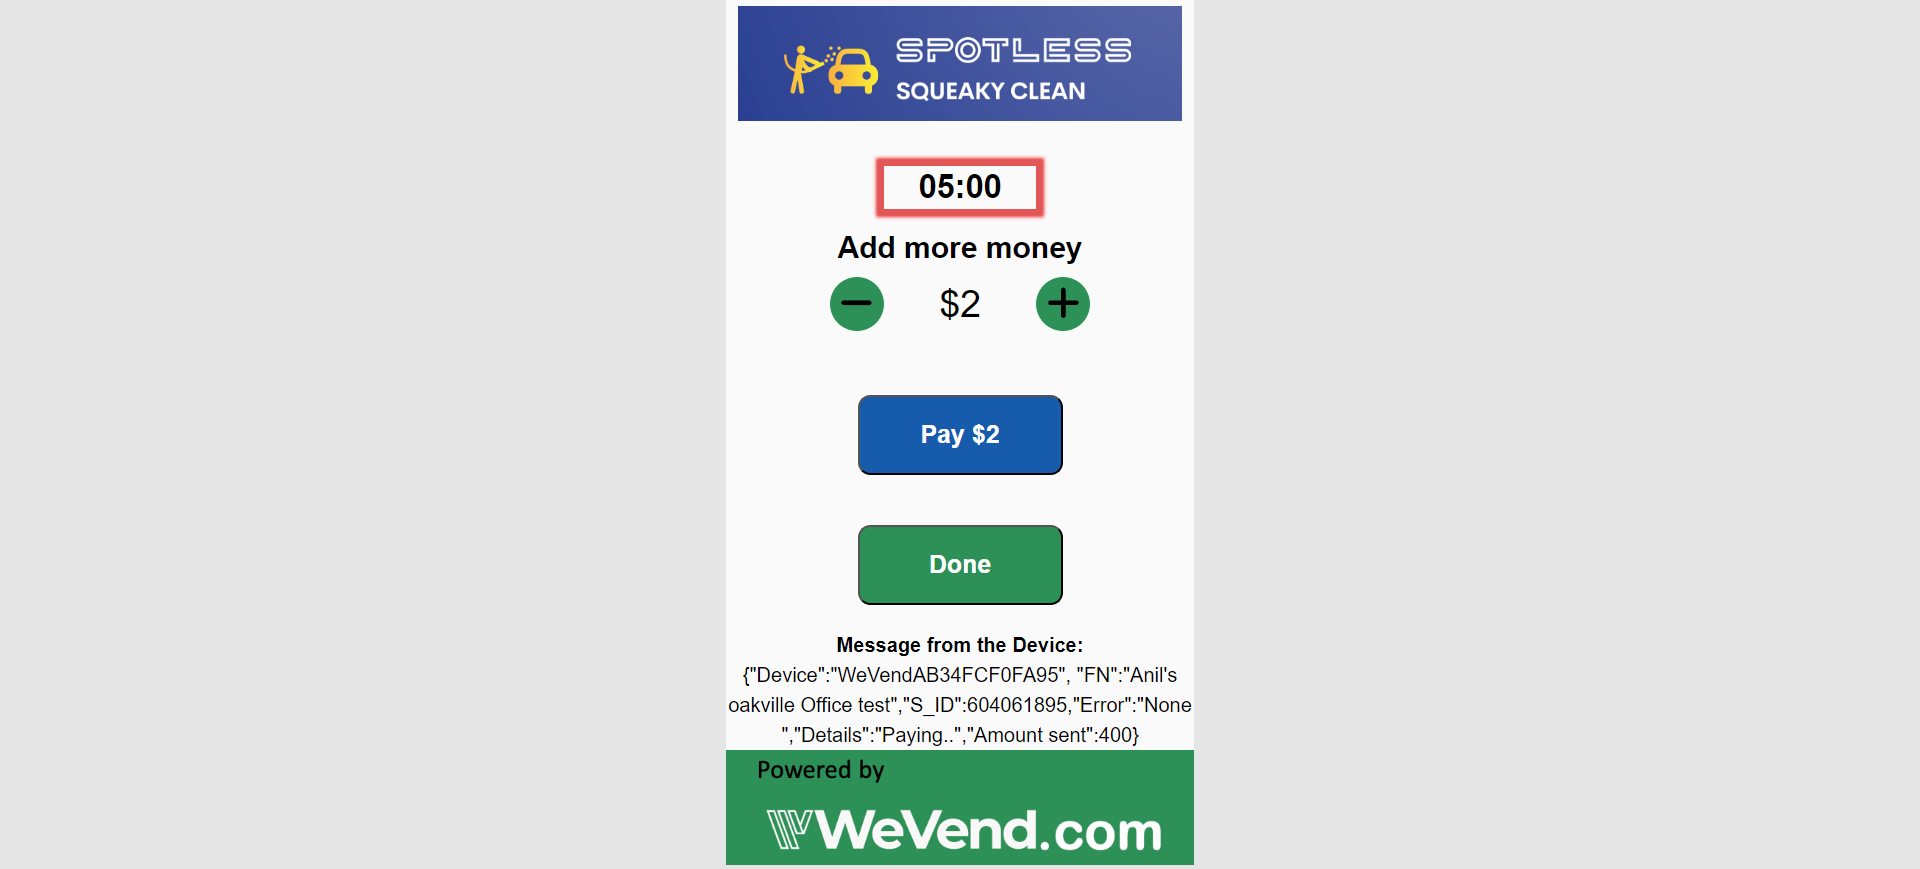 SPOTLESS
SQUEAKY CLEAN
05:00
Add more money
$2
Pay $2
Done
Message from the Device:
{"Device":"WeVendAB34FCF0FA95", "FN":"Anil's
oakville Office test","S_ID":604061895,"Error":"None
","Details":"Paying..","Amount sent":400}
Powered by
WeVend.com